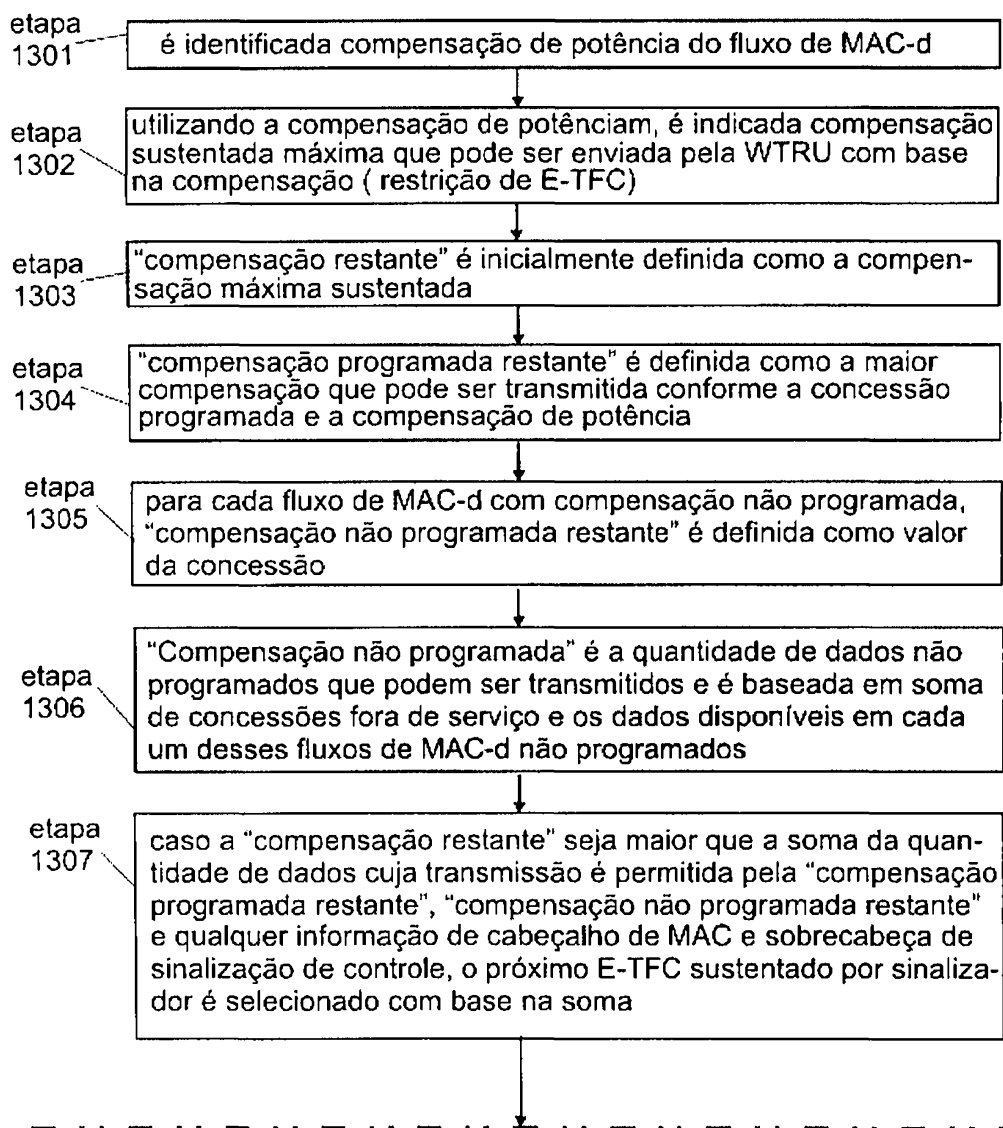 etapa
1301
é identificada compensação de potência do fluxo de MAC-d
etapa
1302
utilizando a compensação de potênciam, é indicada compensação
sustentada máxima que pode ser enviada pela WTRU com base
na compensação ( restrição de E-TFC)
etapa
1303
“compensação restante” é inicialmente definida como a compen-
sação máxima sustentada
etapa
1304
“compensação programada restante” é definida como a maior
compensação que pode ser transmitida conforme a concessão
programada e a compensação de potência
etapa
1305
para cada fluxo de MAC-d com compensação não programada,
“compensação não programada restante” é definida como valor
da concessão
etapa
1306
“Compensação não programada” é a quantidade de dados não
programados que podem ser transmitidos e é baseada em soma
de concessões fora de serviço e os dados disponíveis em cada
um desses fluxos de MAC-d não programados
etapa
1307
caso a “compensação restante” seja maior que a soma da quan-
tidade de dados cuja transmissão é permitida pela “compensação
programada restante”, “compensação não programada restante”
e qualquer informação de cabeçalho de MAC e sobrecabeça de
sinalização de controle, o próximo E-TFC sustentado por sinaliza-
dor é selecionado com base na soma